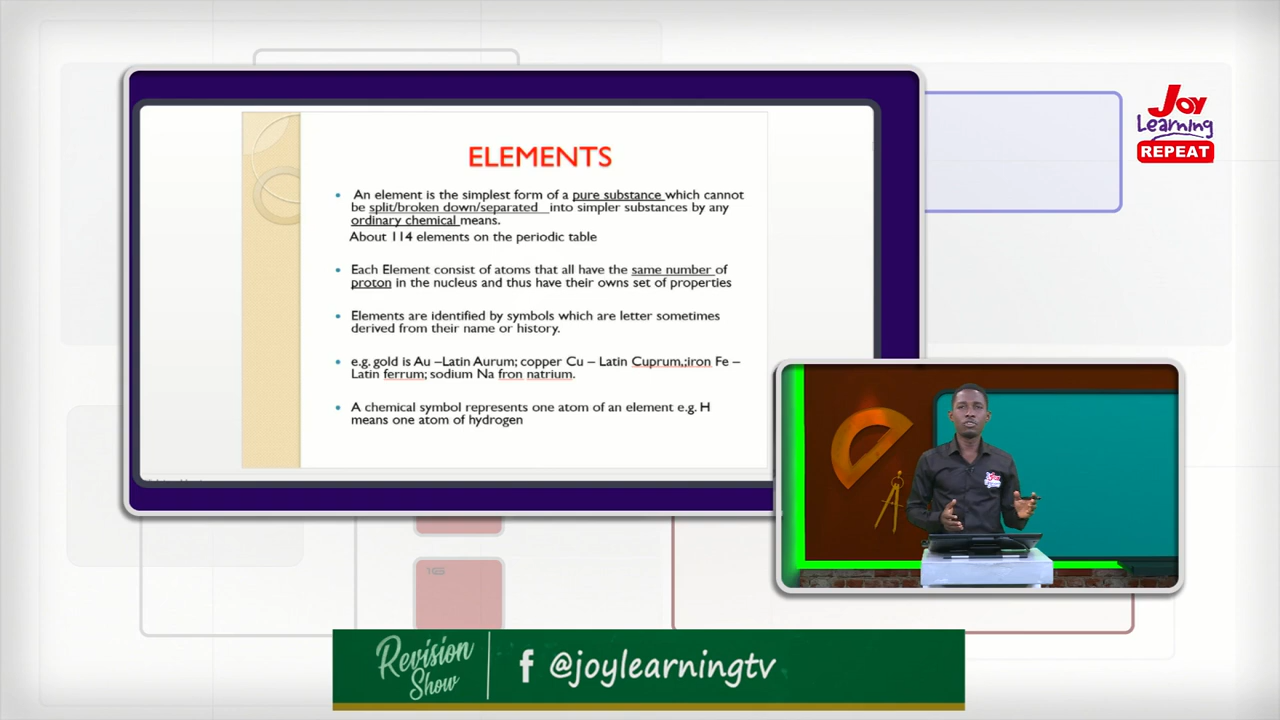 ELEMENTS
• An element is the simplest form of a pure substance which cannot
be split/broken down/separated into simpler substances by any
ordinary chemical means.
About 114 elements on the periodic table
• Each Element consist of atoms that all have the same number of
proton in the nucleus and thus have their owns set of properties
• Elements are identified by symbols which are letter sometimes
derived from their name or history.
• e.g. gold is Au –Latin Aurum; copper Cu – Latin Cuprum,;iron Fe –
Latin ferrum; sodium Na fron natrium.
• A chemical symbol represents one atom of an element e.g. H
means one atom of hydrogen
Joy
Learning
REPEAT
Revision
Show
f @joylearningtv